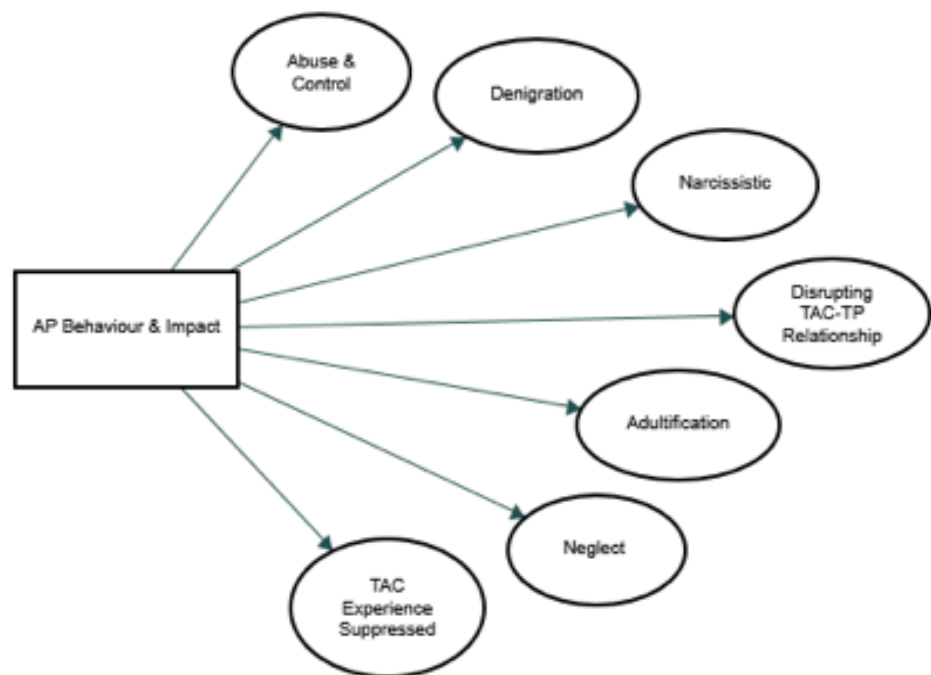 Abuse &
Control
Denigration
Narcissistic
AP Behaviour & Impact
Disrupting
TAC-TP
Relationship
Adultification
Neglect
TAC
Experience
Suppressed